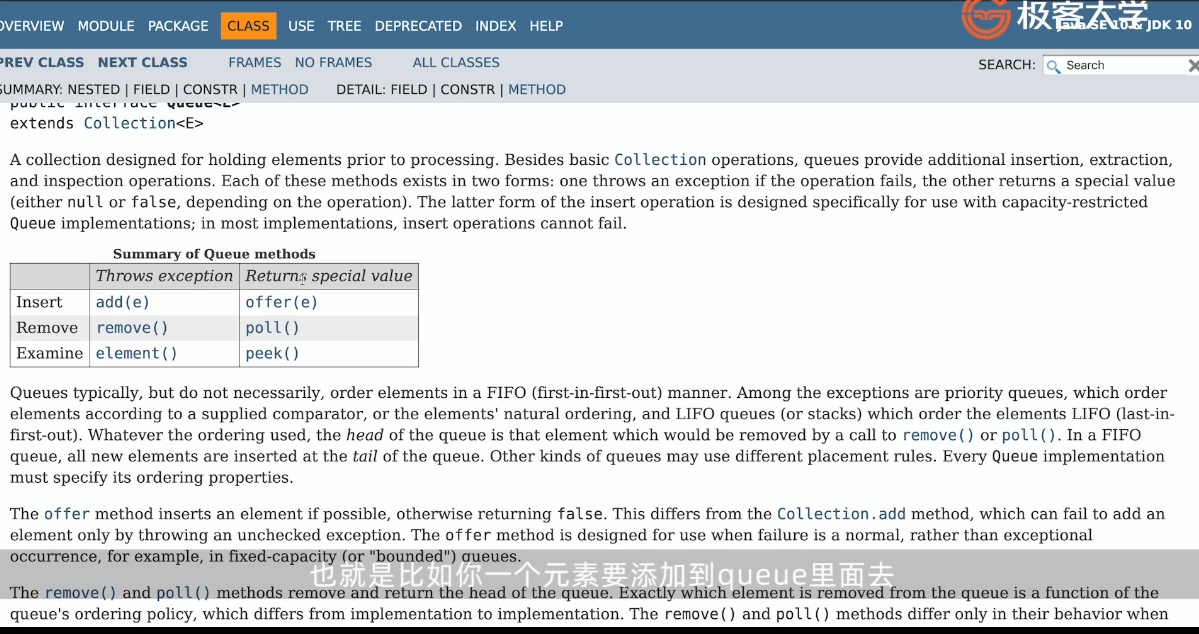 OVERVIEW MODULE PACKAGE CLASS USE TREE DEPRECATED INDEX HELP
极客大学
Java SE 10 & JDK 10
PREV CLASS NEXT CLASS FRAMES NO FRAMES ALL CLASSES
SEARCH: Search
SUMMARY: NESTED | FIELD | CONSTR | METHOD DETAIL: FIELD | CONSTR | METHOD
public interface Queue<E>
extends Collection<E>
A collection designed for holding elements prior to processing. Besides basic Collection operations, queues provide additional insertion, extraction,
and inspection operations. Each of these methods exists in two forms: one throws an exception if the operation fails, the other returns a special value
(either null or false, depending on the operation). The latter form of the insert operation is designed specifically for use with capacity-restricted
Queue implementations; in most implementations, insert operations cannot fail.
Summary of Queue methods
Throws exception Returns special value
Insert add(e) offer(e)
Remove remove() poll()
Examine element() peek()
Queues typically, but do not necessarily, order elements in a FIFO (first-in-first-out) manner. Among the exceptions are priority queues, which order
elements according to a supplied comparator, or the elements' natural ordering, and LIFO queues (or stacks) which order the elements LIFO (last-in-
first-out). Whatever the ordering used, the head of the queue is that element which would be removed by a call to remove() or poll(). In a FIFO
queue, all new elements are inserted at the tail of the queue. Other kinds of queues may use different placement rules. Every Queue implementation
must specify its ordering properties.
The offer method inserts an element if possible, otherwise returning false. This differs from the Collection.add method, which can fail to add an
element only by throwing an unchecked exception. The offer method is designed for use when failure is a normal, rather than exceptional
occurrence, for example, in fixed-capacity (or "bounded") queues.
也就是比如你一个元素要添加到queue里面去
The remove() and poll() methods remove and return the head of the queue. Exactly which element is removed from the queue is a function of the
queue's ordering policy, which differs from implementation to implementation. The remove() and poll() methods differ only in their behavior when